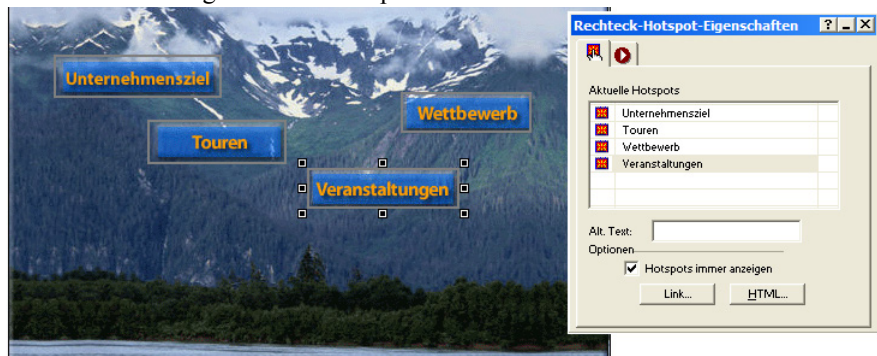 Unternehmensziel
Touren
Wettbewerb
Veranstaltungen
Rechteck-Hotspot-Eigenschaften
Aktuelle Hotspots
Unternehmensziel
Touren
Wettbewerb
Veranstaltungen
Alt. Text:
Optionen
Hotspots immer anzeigen
Link... HTML...